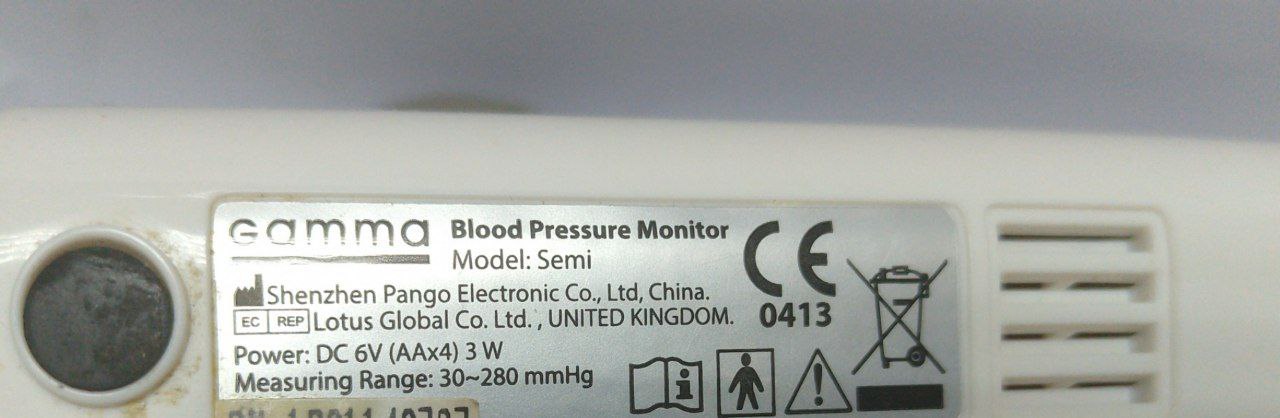 Gamma
Blood Pressure Monitor
Model: Semi
Shenzhen Pango Electronic Co., Ltd, China.
EC REP Lotus Global Co. Ltd. , UNITED KINGDOM.
CE
0413
Power: DC 6V (AAx4) 3 W
Measuring Range: 30~280 mmHg